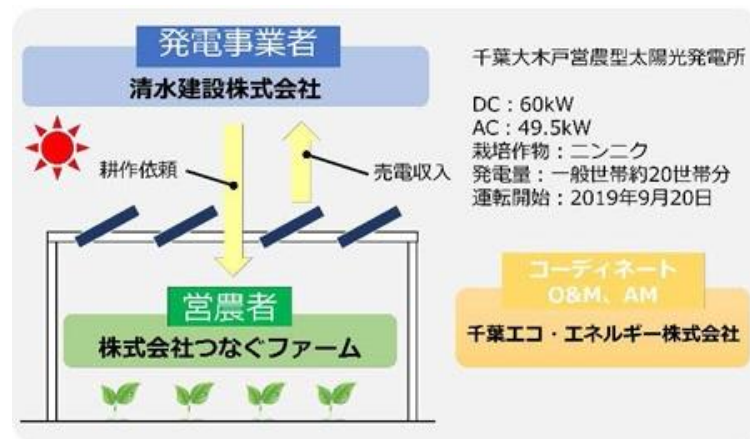 発電事業者
清水建設株式会社
耕作依頼
売電収入
営農者
株式会社つなぐファーム
千葉大木戸営農型太陽光発電所
DC：60kW
AC：49.5kW
栽培作物：ニンニク
発電量：一般世帯約20世帯分
運転開始：2019年9月20日
コーディネート
O&M、AM
千葉エコ・エネルギー株式会社